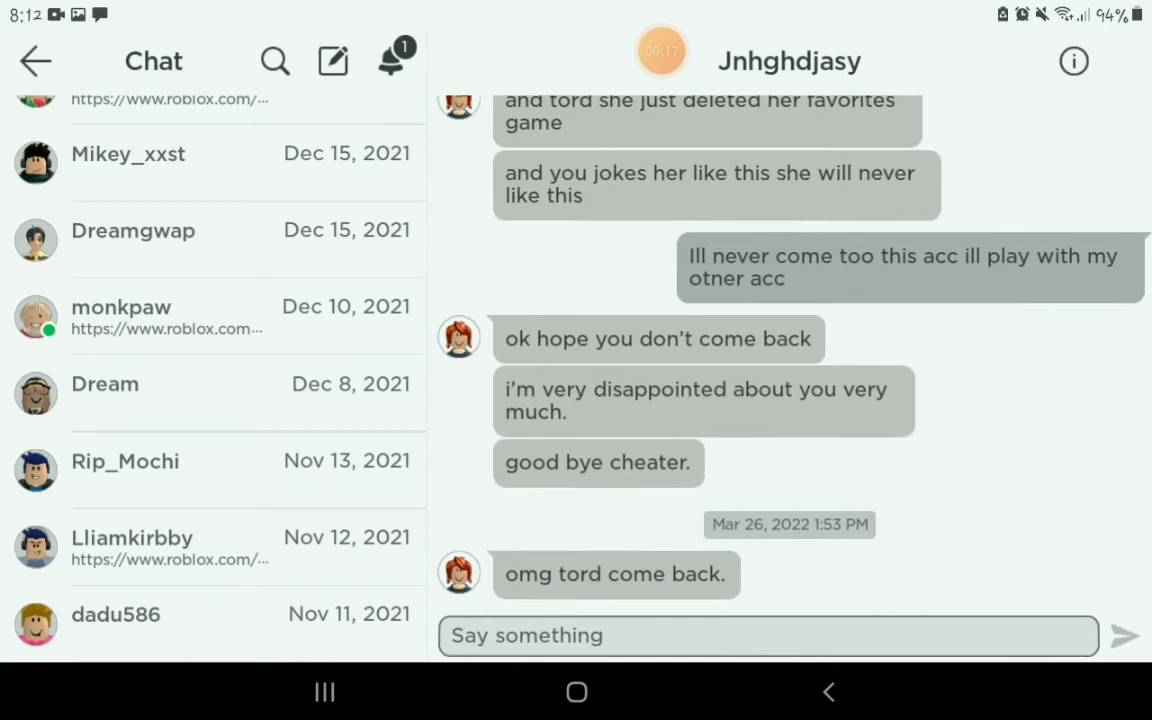 8:12
94%
Chat
1
00:17
Jnhghdjasy
https://www.roblox.com/...
Mikey_xxst
Dec 15, 2021
Dreamgwap
Dec 15, 2021
monkpaw
Dec 10, 2021
https://www.roblox.com...
Dream
Dec 8, 2021
Rip_Mochi
Nov 13, 2021
Lliamkirbby
Nov 12, 2021
https://www.roblox.com/...
dadu586
Nov 11, 2021
and tord she just deleted her favorites
game
and you jokes her like this she will never
like this
Ill never come too this acc ill play with my
otner acc
ok hope you don't come back
i'm very disappointed about you very
much.
good bye cheater.
Mar 26, 2022 1:53 PM
omg tord come back.
Say something